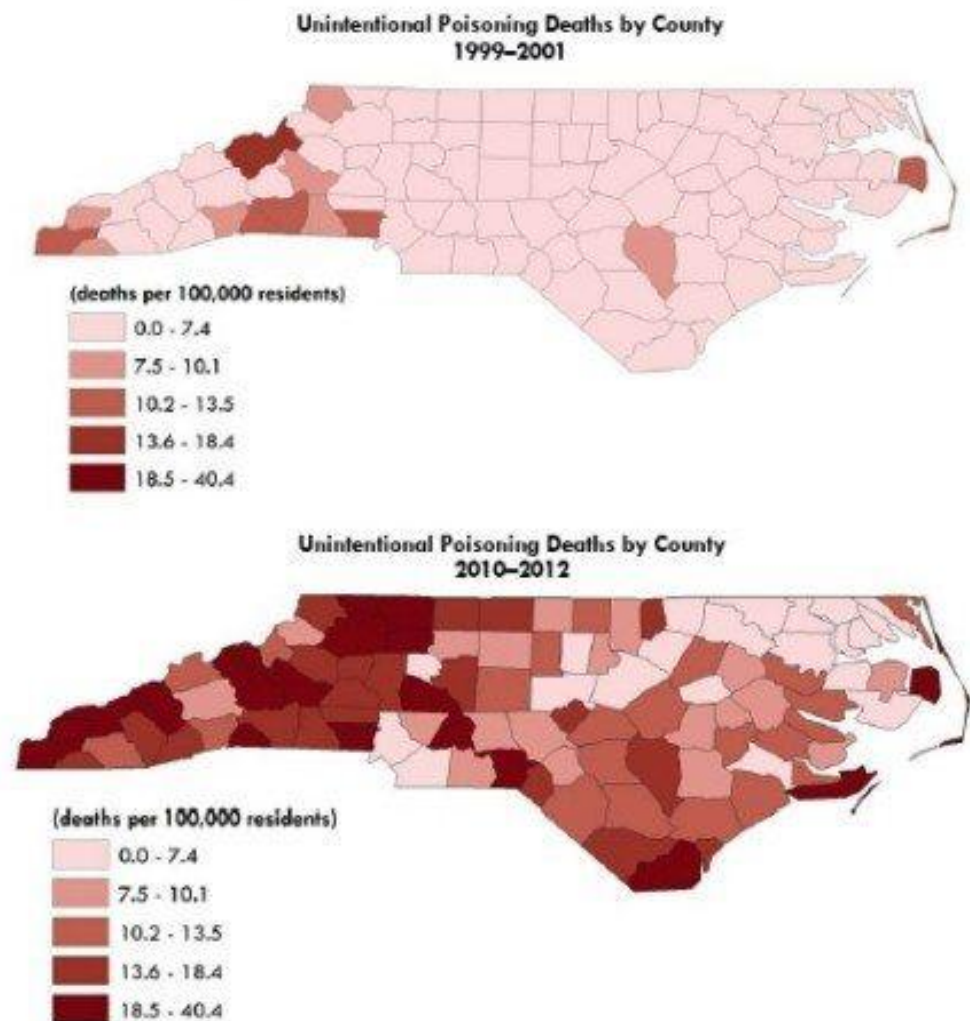 Unintentional Poisoning Deaths by County
1999–2001
(deaths per 100,000 residents)
0.0 - 7.4
7.5 - 10.1
10.2 - 13.5
13.6 - 18.4
18.5 - 40.4
Unintentional Poisoning Deaths by County
2010–2012
(deaths per 100,000 residents)
0.0 - 7.4
7.5 - 10.1
10.2 - 13.5
13.6 - 18.4
18.5 - 40.4